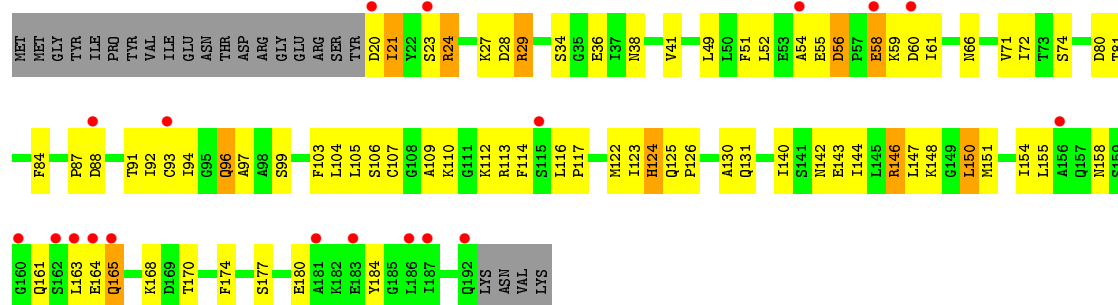 MET MET GLY TYR ILE PRO TYR VAL ILE GLU ASN THR ASP ARG GLY GLU ARG SER TYR D20 I21 Y22 S23 R24 K27 D28 R29 S34 G35 E36 I37 N38 V41 L49 L50 F51 L52 E53 A54 E55 D56 P57 E58 K59 D60 I61 N66 V71 I72 T73 S74 D80 T81
F84 P87 D88 T91 I92 C93 I94 G95 Q96 A97 A98 S99 F103 L104 L105 S106 C107 G108 A109 K110 G111 K112 R113 F114 S115 L116 P117 M122 I123 H124 Q125 P126 A130 Q131 I140 S141 N142 E143 I144 L145 R146 L147 K148 G149 L150 M151 I154 L155 A156 Q157 N158 S159
G160 Q161 S162 L163 E164 Q165 K168 D169 T170 F174 S177 E180 A181 K182 E183 Y184 G185 L186 I187 Q192 LYS ASN VAL LYS